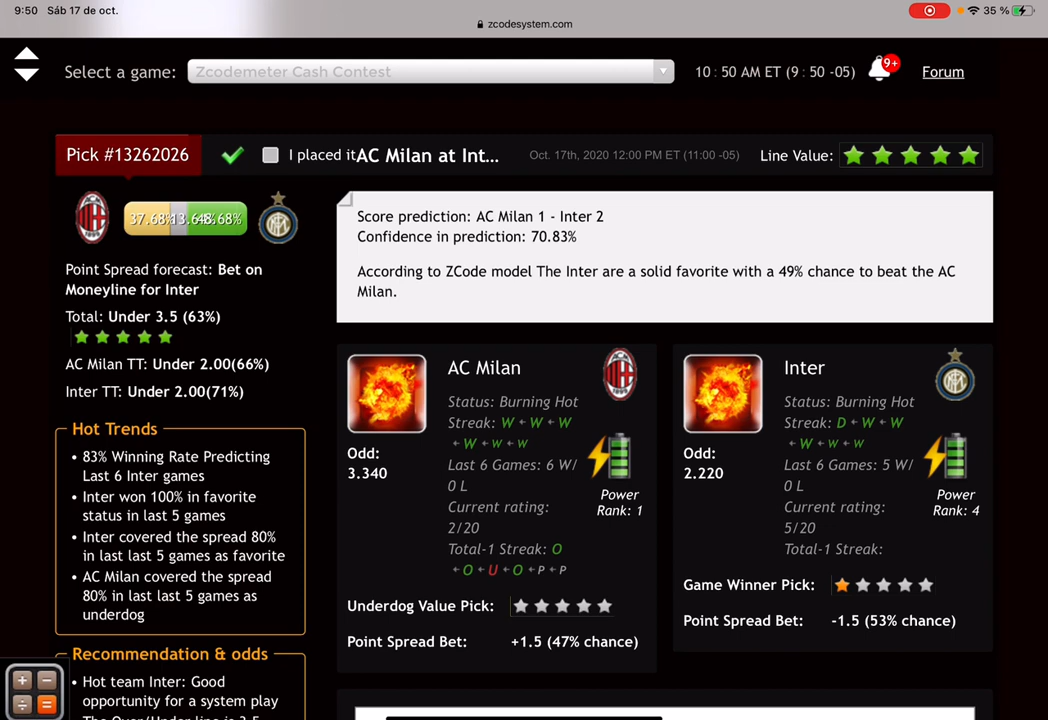 9:50 Sáb 17 de oct.
35 %
zcodesystem.com
Select a game: Zcodemeter Cash Contest
10:50 AM ET (9:50 -05)
9+
Forum
Pick #13262026
I placed it AC Milan at Int...
Oct. 17th, 2020 12:00 PM ET (11:00 -05)
Line Value:
37.68% 13.64% 48.68%
Score prediction: AC Milan 1 - Inter 2
Confidence in prediction: 70.83%
According to ZCode model The Inter are a solid favorite with a 49% chance to beat the AC
Milan.
Point Spread forecast: Bet on
Moneyline for Inter
Total: Under 3.5 (63%)
AC Milan TT: Under 2.00(66%)
Inter TT: Under 2.00(71%)
Hot Trends
• 83% Winning Rate Predicting
Last 6 Inter games
• Inter won 100% in favorite
status in last 5 games
• Inter covered the spread 80%
in last last 5 games as favorite
• AC Milan covered the spread
80% in last last 5 games as
underdog
Recommendation & odds
• Hot team Inter: Good
opportunity for a system play
AC Milan
Status: Burning Hot
Streak: W ← W ← W
← W ← W ← W
Odd:
3.340
Last 6 Games: 6 W/
0 L
Current rating:
2/20
Total-1 Streak: O
← O ← U ← O ← P ← P
Power
Rank: 1
Underdog Value Pick:
Point Spread Bet: +1.5 (47% chance)
Inter
Status: Burning Hot
Streak: D ← W ← W
← W ← W ← W
Odd:
2.220
Last 6 Games: 5 W/
0 L
Current rating:
5/20
Total-1 Streak:
Power
Rank: 4
Game Winner Pick:
Point Spread Bet: -1.5 (53% chance)